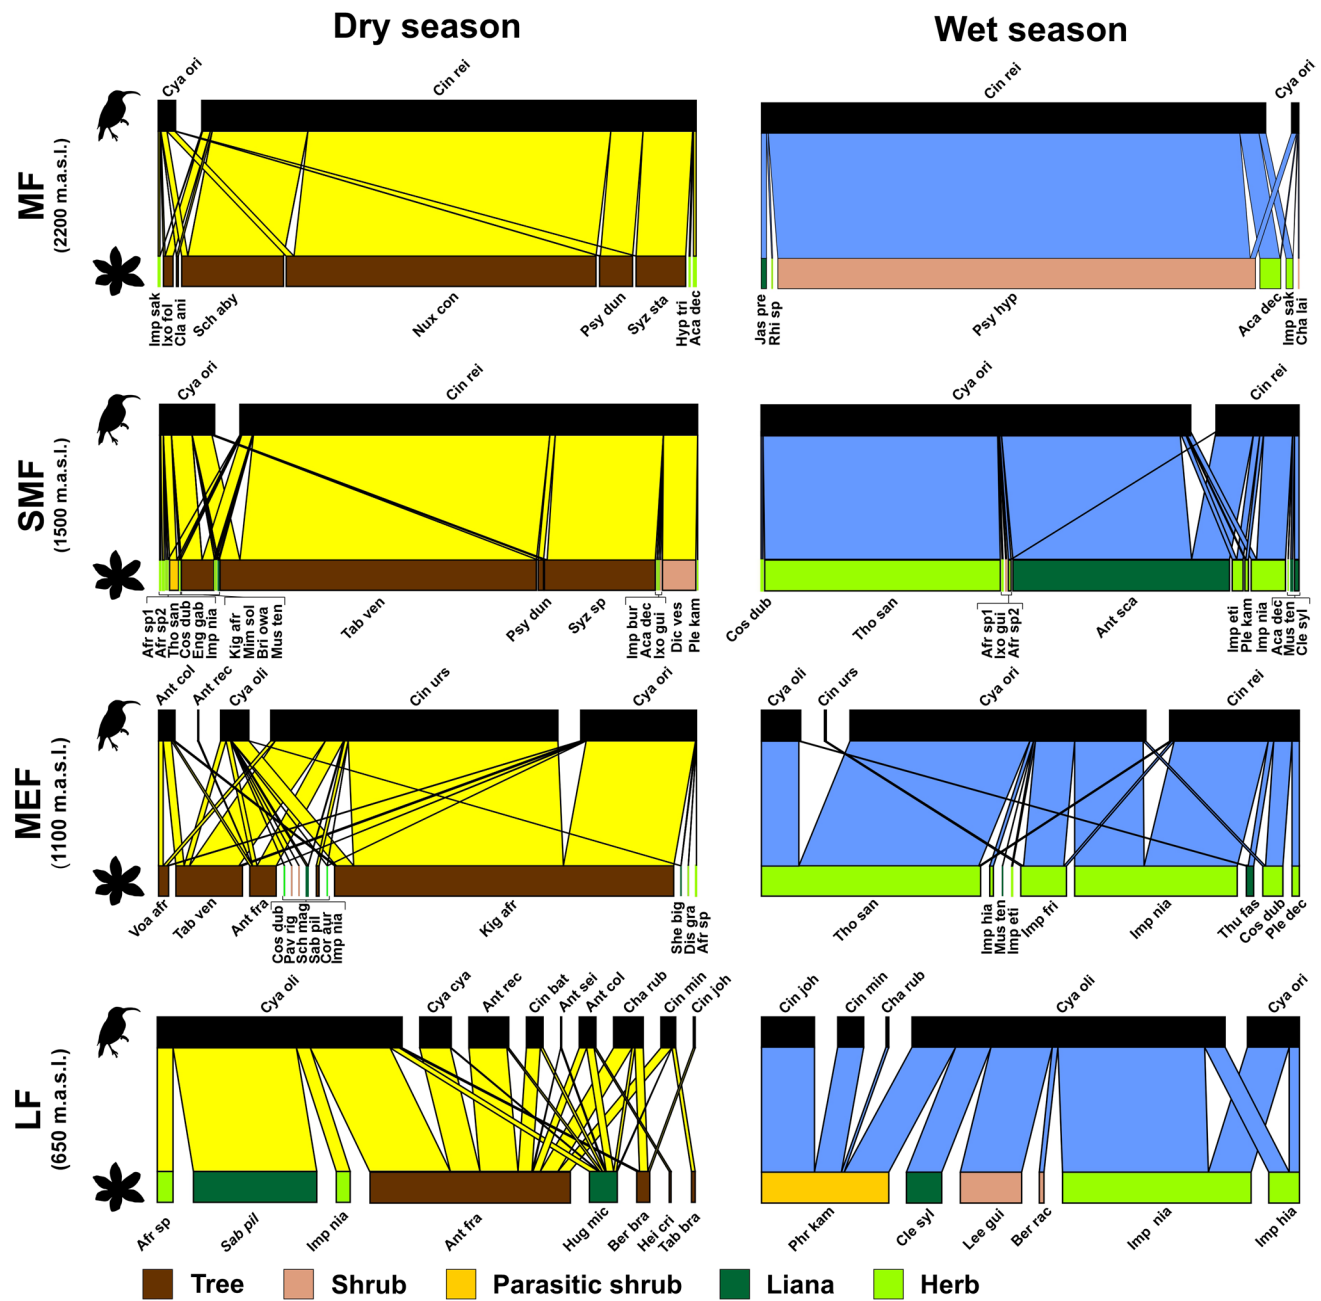 Dry season
Wet season
MF
(2200 m.a.s.l.)
Cya ori
Cin rei
Imp sak
Ixo fol
Cla ani
Sch aby
Nux con
Psy dun
Syz sta
Hyp tri
Aca dec
Cin rei
Cya ori
Jas pre
Rhi sp
Psy hyp
Aca dec
Imp sak
Cha lai
SMF
(1500 m.a.s.l.)
Cya ori
Cin rei
Afr sp1
Afr sp2
Tho san
Cos dub
Eng gab
Imp nia
Kig afr
Mim sol
Bri owa
Mus ten
Tab ven
Psy dun
Syz sp
Imp bur
Aca dec
Ixo gui
Dic ves
Ple kam
Cya ori
Cin rei
Cos dub
Tho san
Afr sp1
Ixo gui
Afr sp2
Ant sca
Imp eti
Ple kam
Imp nia
Aca dec
Mus ten
Cle syl
MEF
(1100 m.a.s.l.)
Ant col
Ant rec
Cya oli
Cin urs
Cya ori
Voa afr
Tab ven
Ant fra
Cos dub
Pav rig
Sch mag
Sab pil
Cor aur
Imp nia
Kig afr
She big
Dis gra
Afr sp
Cya oli
Cin urs
Cya ori
Cin rei
Tho san
Imp hia
Mus ten
Imp eti
Imp fri
Imp nia
Thu fas
Cos dub
Ple dec
LF
(650 m.a.s.l.)
Cya oli
Cya cya
Ant rec
Cin bat
Ant sei
Ant col
Cha rub
Cin min
Cin joh
Afr sp
Sab pil
Imp nia
Ant fra
Hug mic
Ber bra
Hei cri
Tab bra
Cin joh
Cin min
Cha rub
Cya oli
Cya ori
Phr kam
Cle syl
Lee gui
Ber rac
Imp nia
Imp hia
Tree
Shrub
Parasitic shrub
Liana
Herb